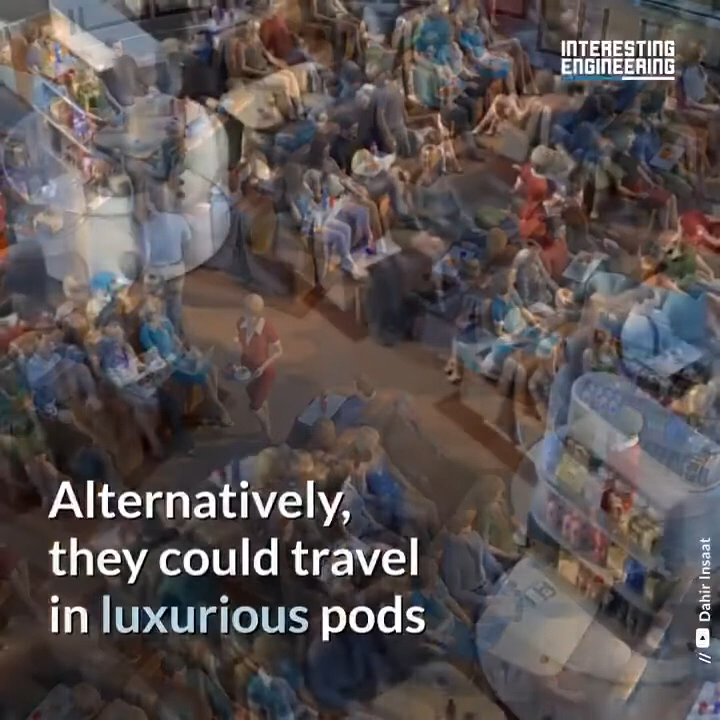 INTERESTING
ENGINEERING
Alternatively,
they could travel
in luxurious pods
// Dahir Insaat